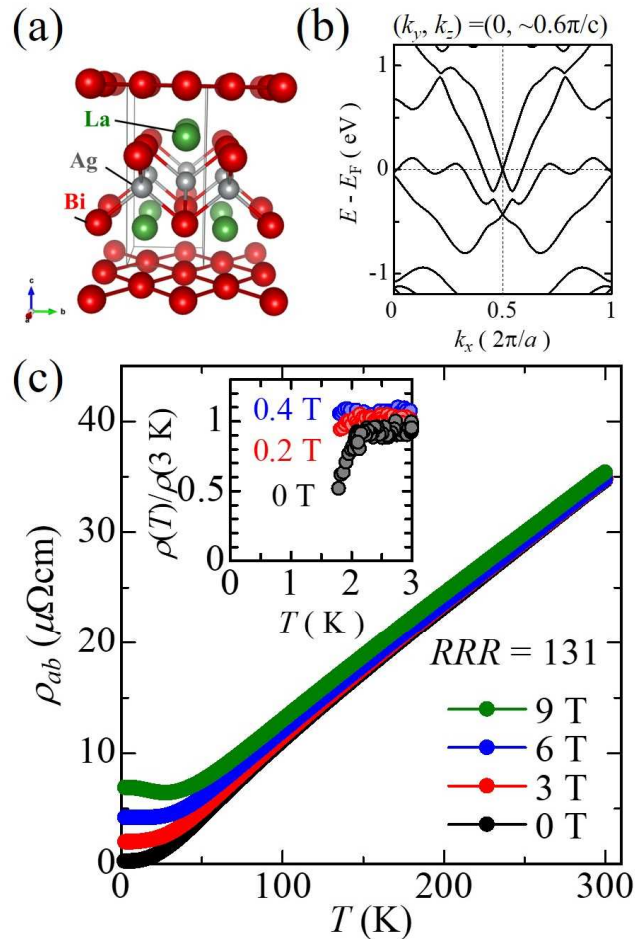 (a)
La
Ag
Bi
c
a
b
(b)
(k_y, k_z) =(0, ~0.6π/c)
1
0
-1
E - E_F ( eV )
0
0.5
1
k_x ( 2π/a )
(c)
40
30
20
10
0
ρ_ab (μΩcm)
0
100
200
300
T (K)
1
0.5
0
ρ(T)/ρ(3 K)
0.4 T
0.2 T
0 T
0
1
2
3
T ( K )
RRR = 131
9 T
6 T
3 T
0 T